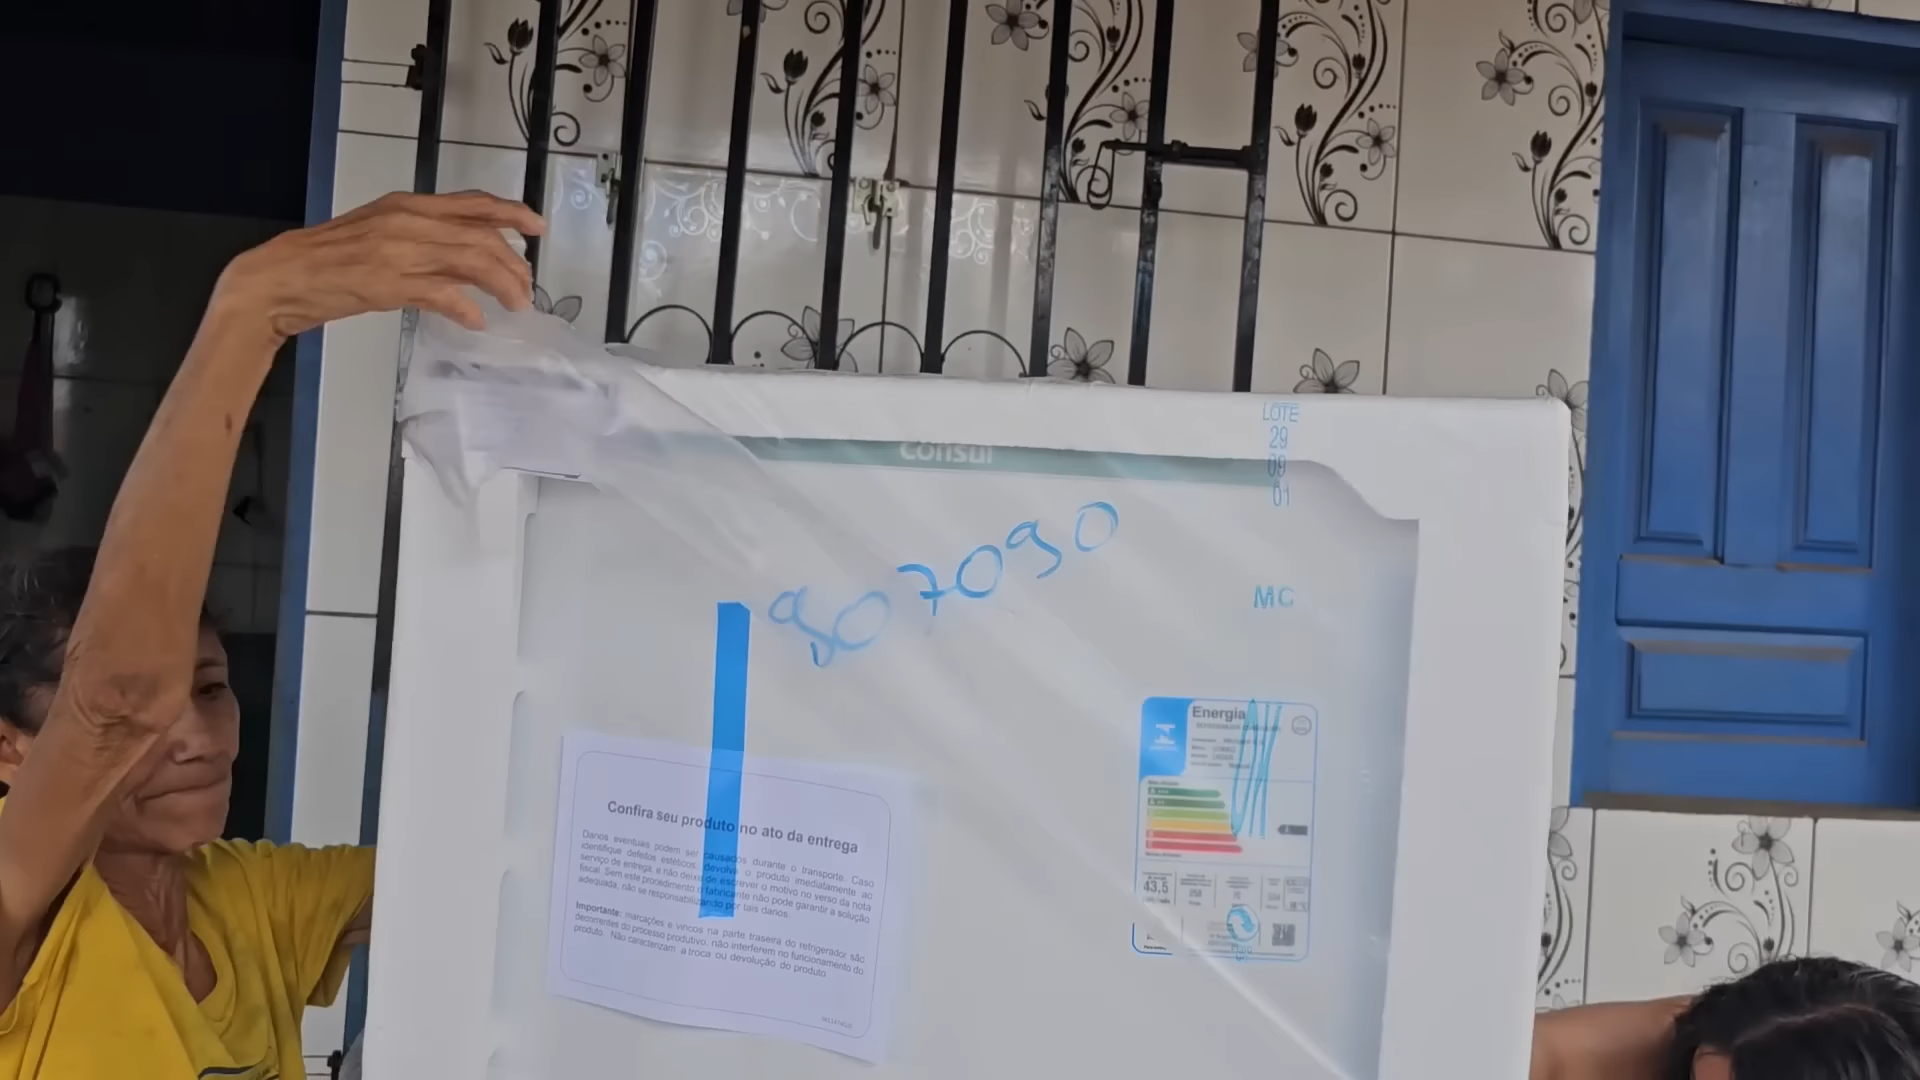 consul
LOTE
29
09
01
807090
MC
Energia
43,5
Confira seu produto no ato da entrega
Danos eventuais podem ser causados durante o transporte. Caso
identifique defeitos estéticos, devolva o produto imediatamente ao
serviço de entrega, e não deixe de escrever o motivo no verso da nota
fiscal. Sem este procedimento o fabricante não pode garantir a solução
adequada, não se responsabilizando por tais danos.
Importante: marcações e vincos na parte traseira do refrigerador são
decorrentes do processo produtivo, não interferem no funcionamento do
produto. Não caracterizam a troca ou devolução do produto.